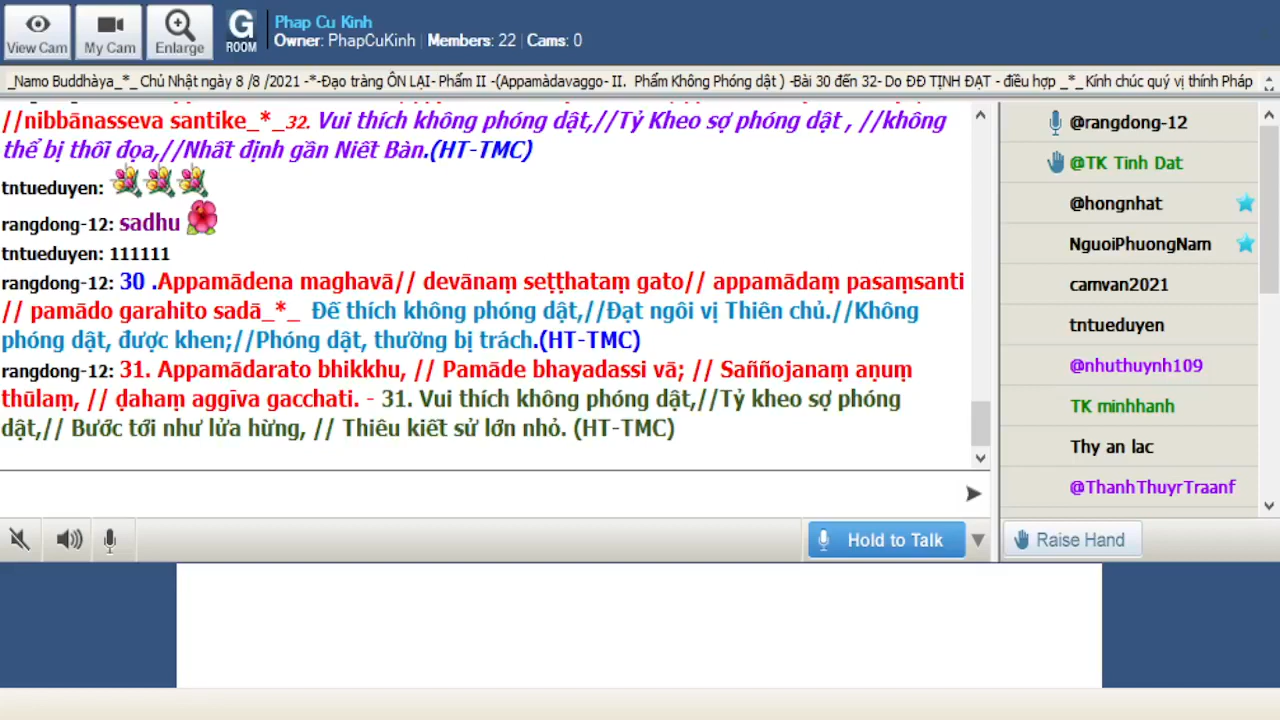 View Cam
My Cam
Enlarge
G
ROOM
Phap Cu Kinh
Owner: PhapCuKinh | Members: 22 | Cams: 0
_Namo Buddhàya_*_ Chủ Nhật ngày 8 /8 /2021 -*-Đạo tràng ÔN LẠI- Phẩm II -(Appamàdavaggo- II. Phẩm Không Phóng dật ) -Bài 30 đến 32- Do ĐĐ TỊNH ĐẠT - điều hợp _*_Kính chúc quý vị thính Pháp
//nibbānasseva santike_*_32. Vui thích không phóng dật,//Tỷ Kheo sợ phóng dật , //không
thể bị thối đọa,//Nhất định gần Niết Bàn.(HT-TMC)
tntueduyen:
rangdong-12: sadhu
tntueduyen: 111111
rangdong-12: 30 .Appamādena maghavā// devānaṃ seṭṭhataṃ gato// appamādaṃ pasaṃsanti
// pamādo garahito sadā_*_ Đế thích không phóng dật,//Đạt ngôi vị Thiên chủ.//Không
phóng dật, được khen;//Phóng dật, thường bị trách.(HT-TMC)
rangdong-12: 31. Appamādarato bhikkhu, // Pamāde bhayadassi vā; // Saññojanaṃ aṇuṃ
thūlaṃ, // ḍahaṃ aggīva gacchati. - 31. Vui thích không phóng dật,//Tỷ kheo sợ phóng
dật,// Bước tới như lửa hừng, // Thiêu kiết sử lớn nhỏ. (HT-TMC)
@rangdong-12
@TK Tinh Dat
@hongnhat
NguoiPhuongNam
camvan2021
tntueduyen
@nhuthuynh109
TK minhhanh
Thy an lac
@ThanhThuyrTraanf
Hold to Talk
Raise Hand